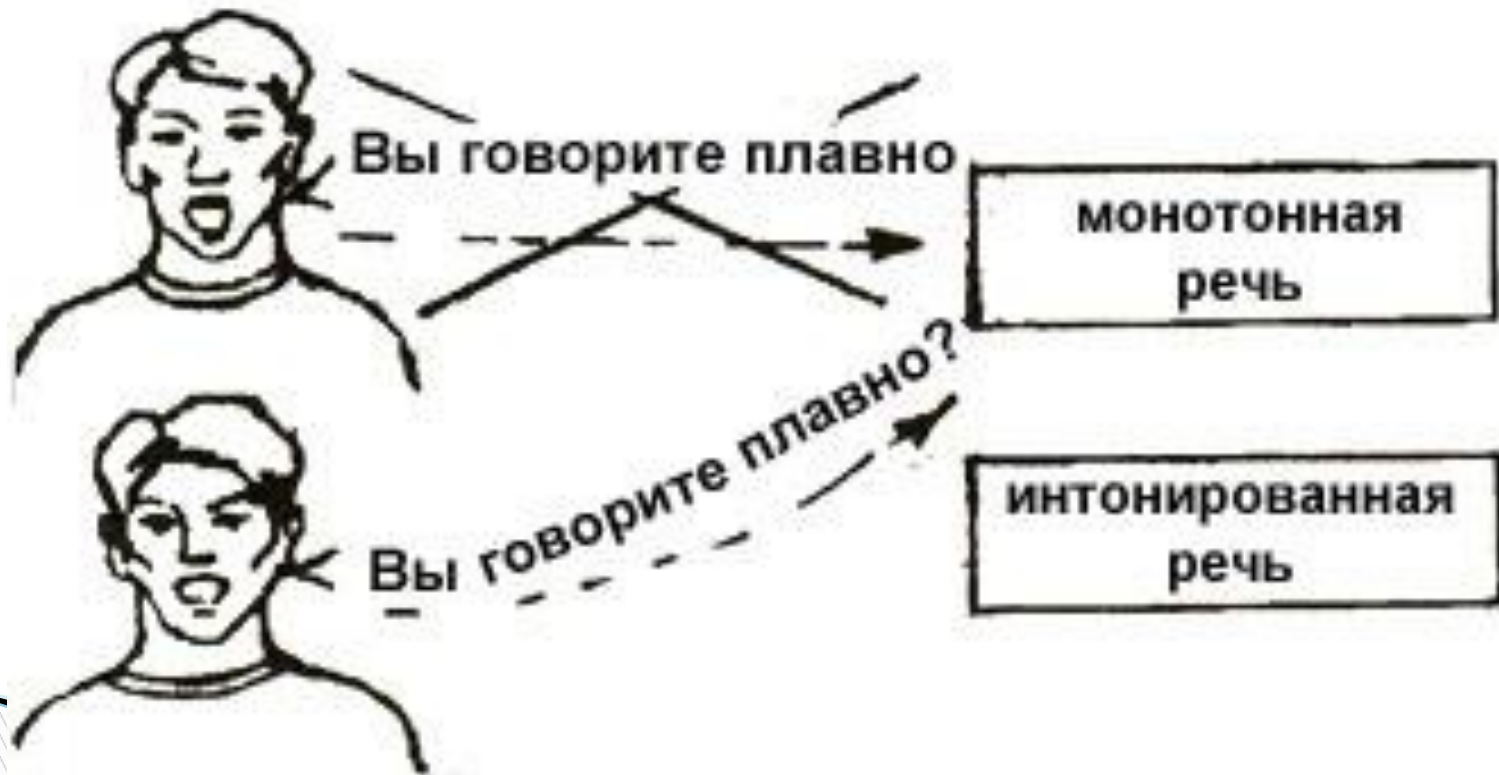 Вы говорите плавно
монотонная
речь
Вы говорите плавно?
интонированная
речь